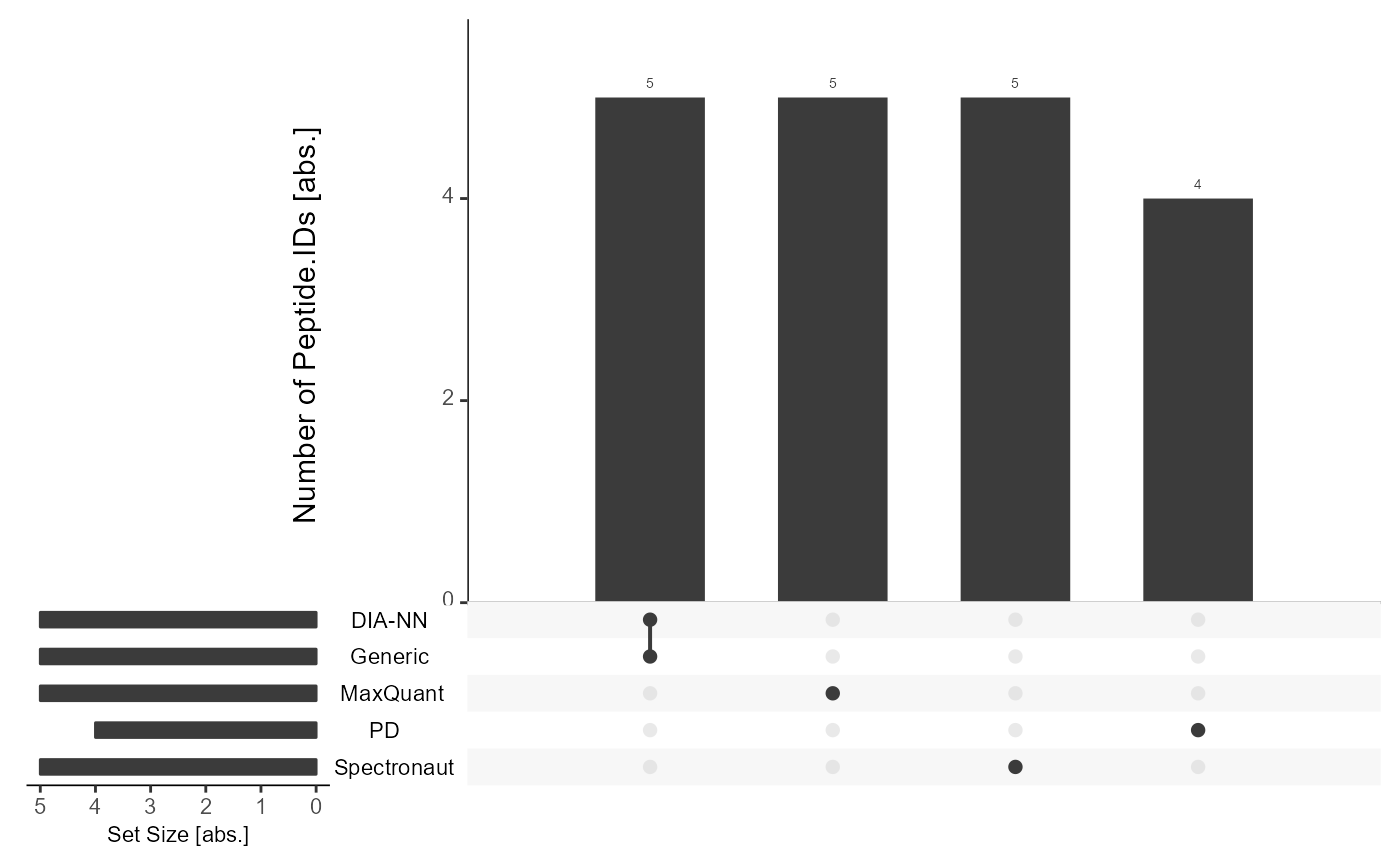 Number of Peptide.IDs [abs.]
5
5
5
4
4
2
0
DIA-NN
Generic
MaxQuant
PD
Spectronaut
5 4 3 2 1 0
Set Size [abs.]